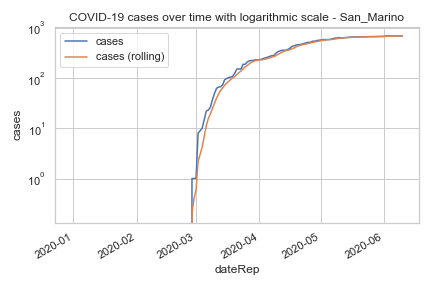 COVID-19 cases over time with logarithmic scale - San_Marino
cases
cases (rolling)
10³
10²
10¹
10⁰
cases
2020-01
2020-02
2020-03
2020-04
2020-05
2020-06
dateRep